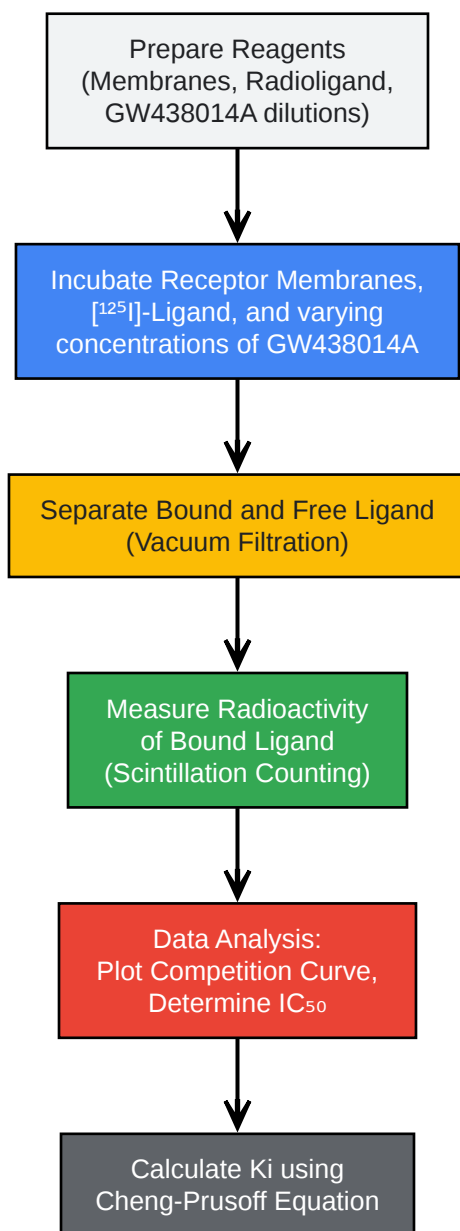 Prepare Reagents
(Membranes, Radioligand,
GW438014A dilutions)
Incubate Receptor Membranes,
[¹²⁵I]-Ligand, and varying
concentrations of GW438014A
Separate Bound and Free Ligand
(Vacuum Filtration)
Measure Radioactivity
of Bound Ligand
(Scintillation Counting)
Data Analysis:
Plot Competition Curve,
Determine IC₅₀
Calculate Ki using
Cheng-Prusoff Equation